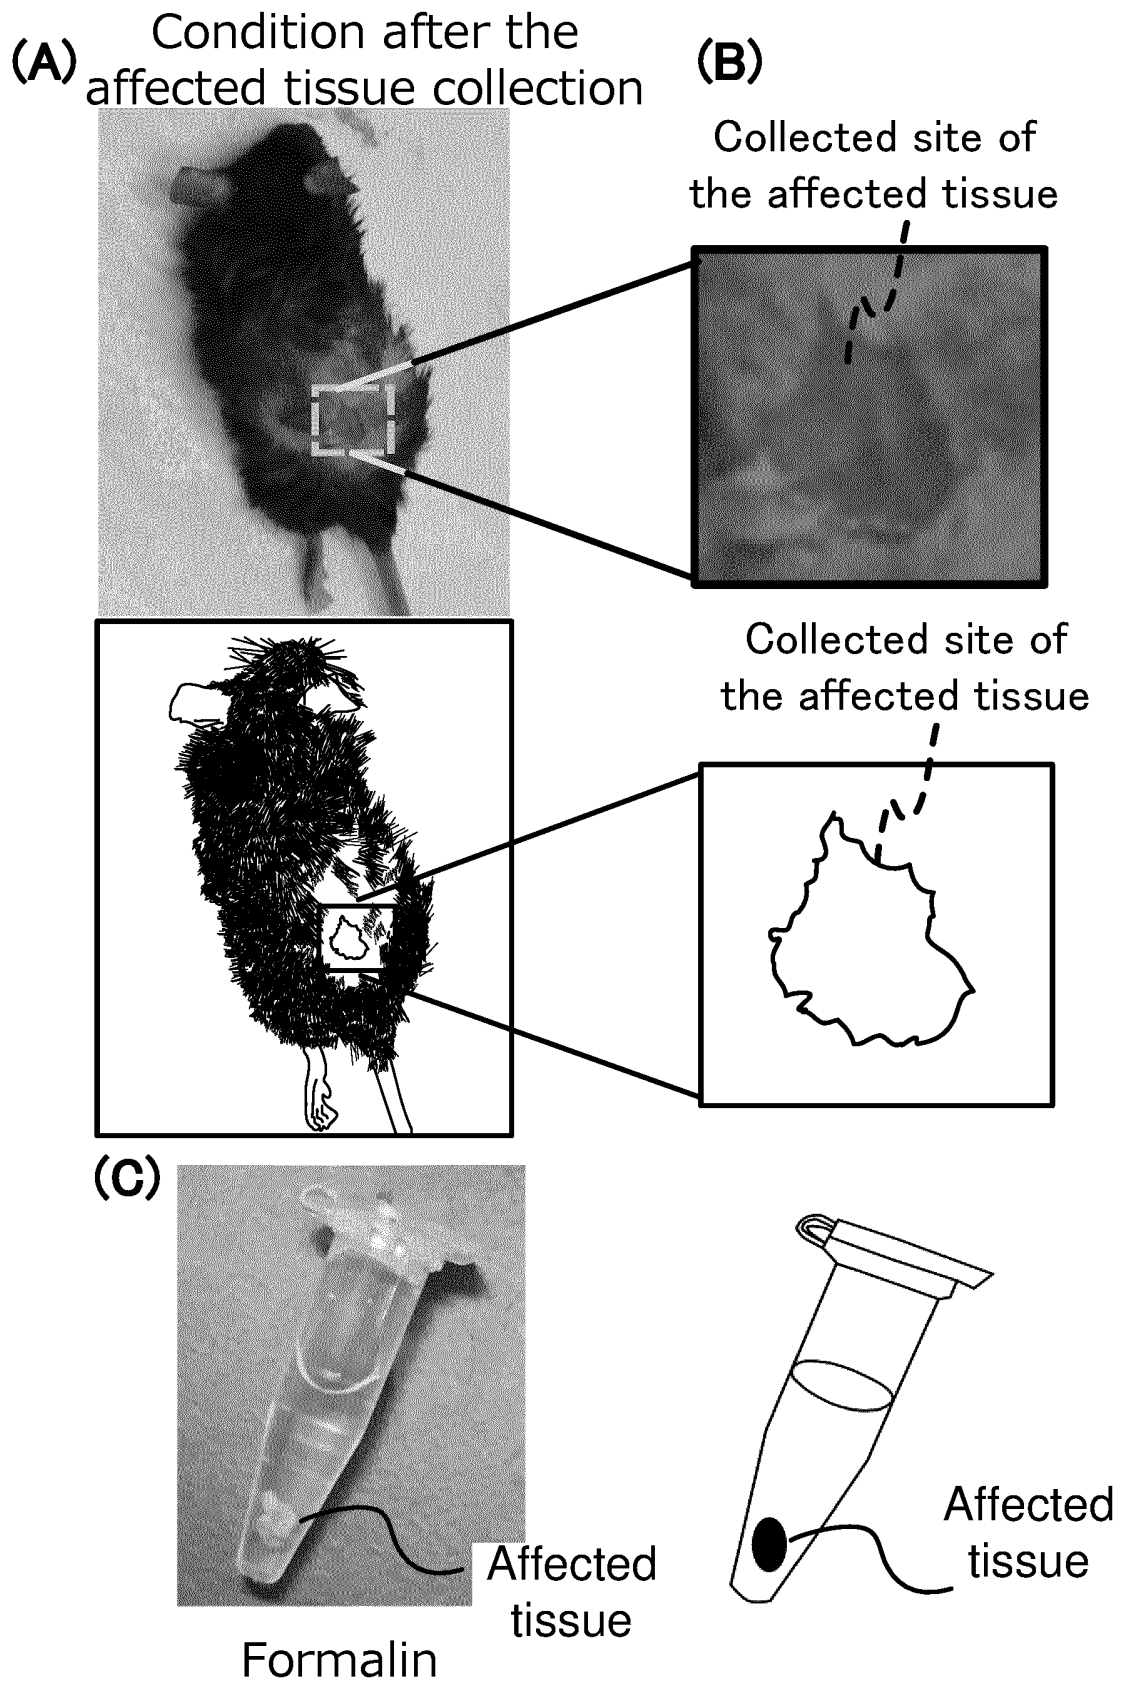 (A)
Condition after the
affected tissue collection
(B)
Collected site of
the affected tissue
Collected site of
the affected tissue
(C)
Affected
tissue
Formalin
Affected
tissue